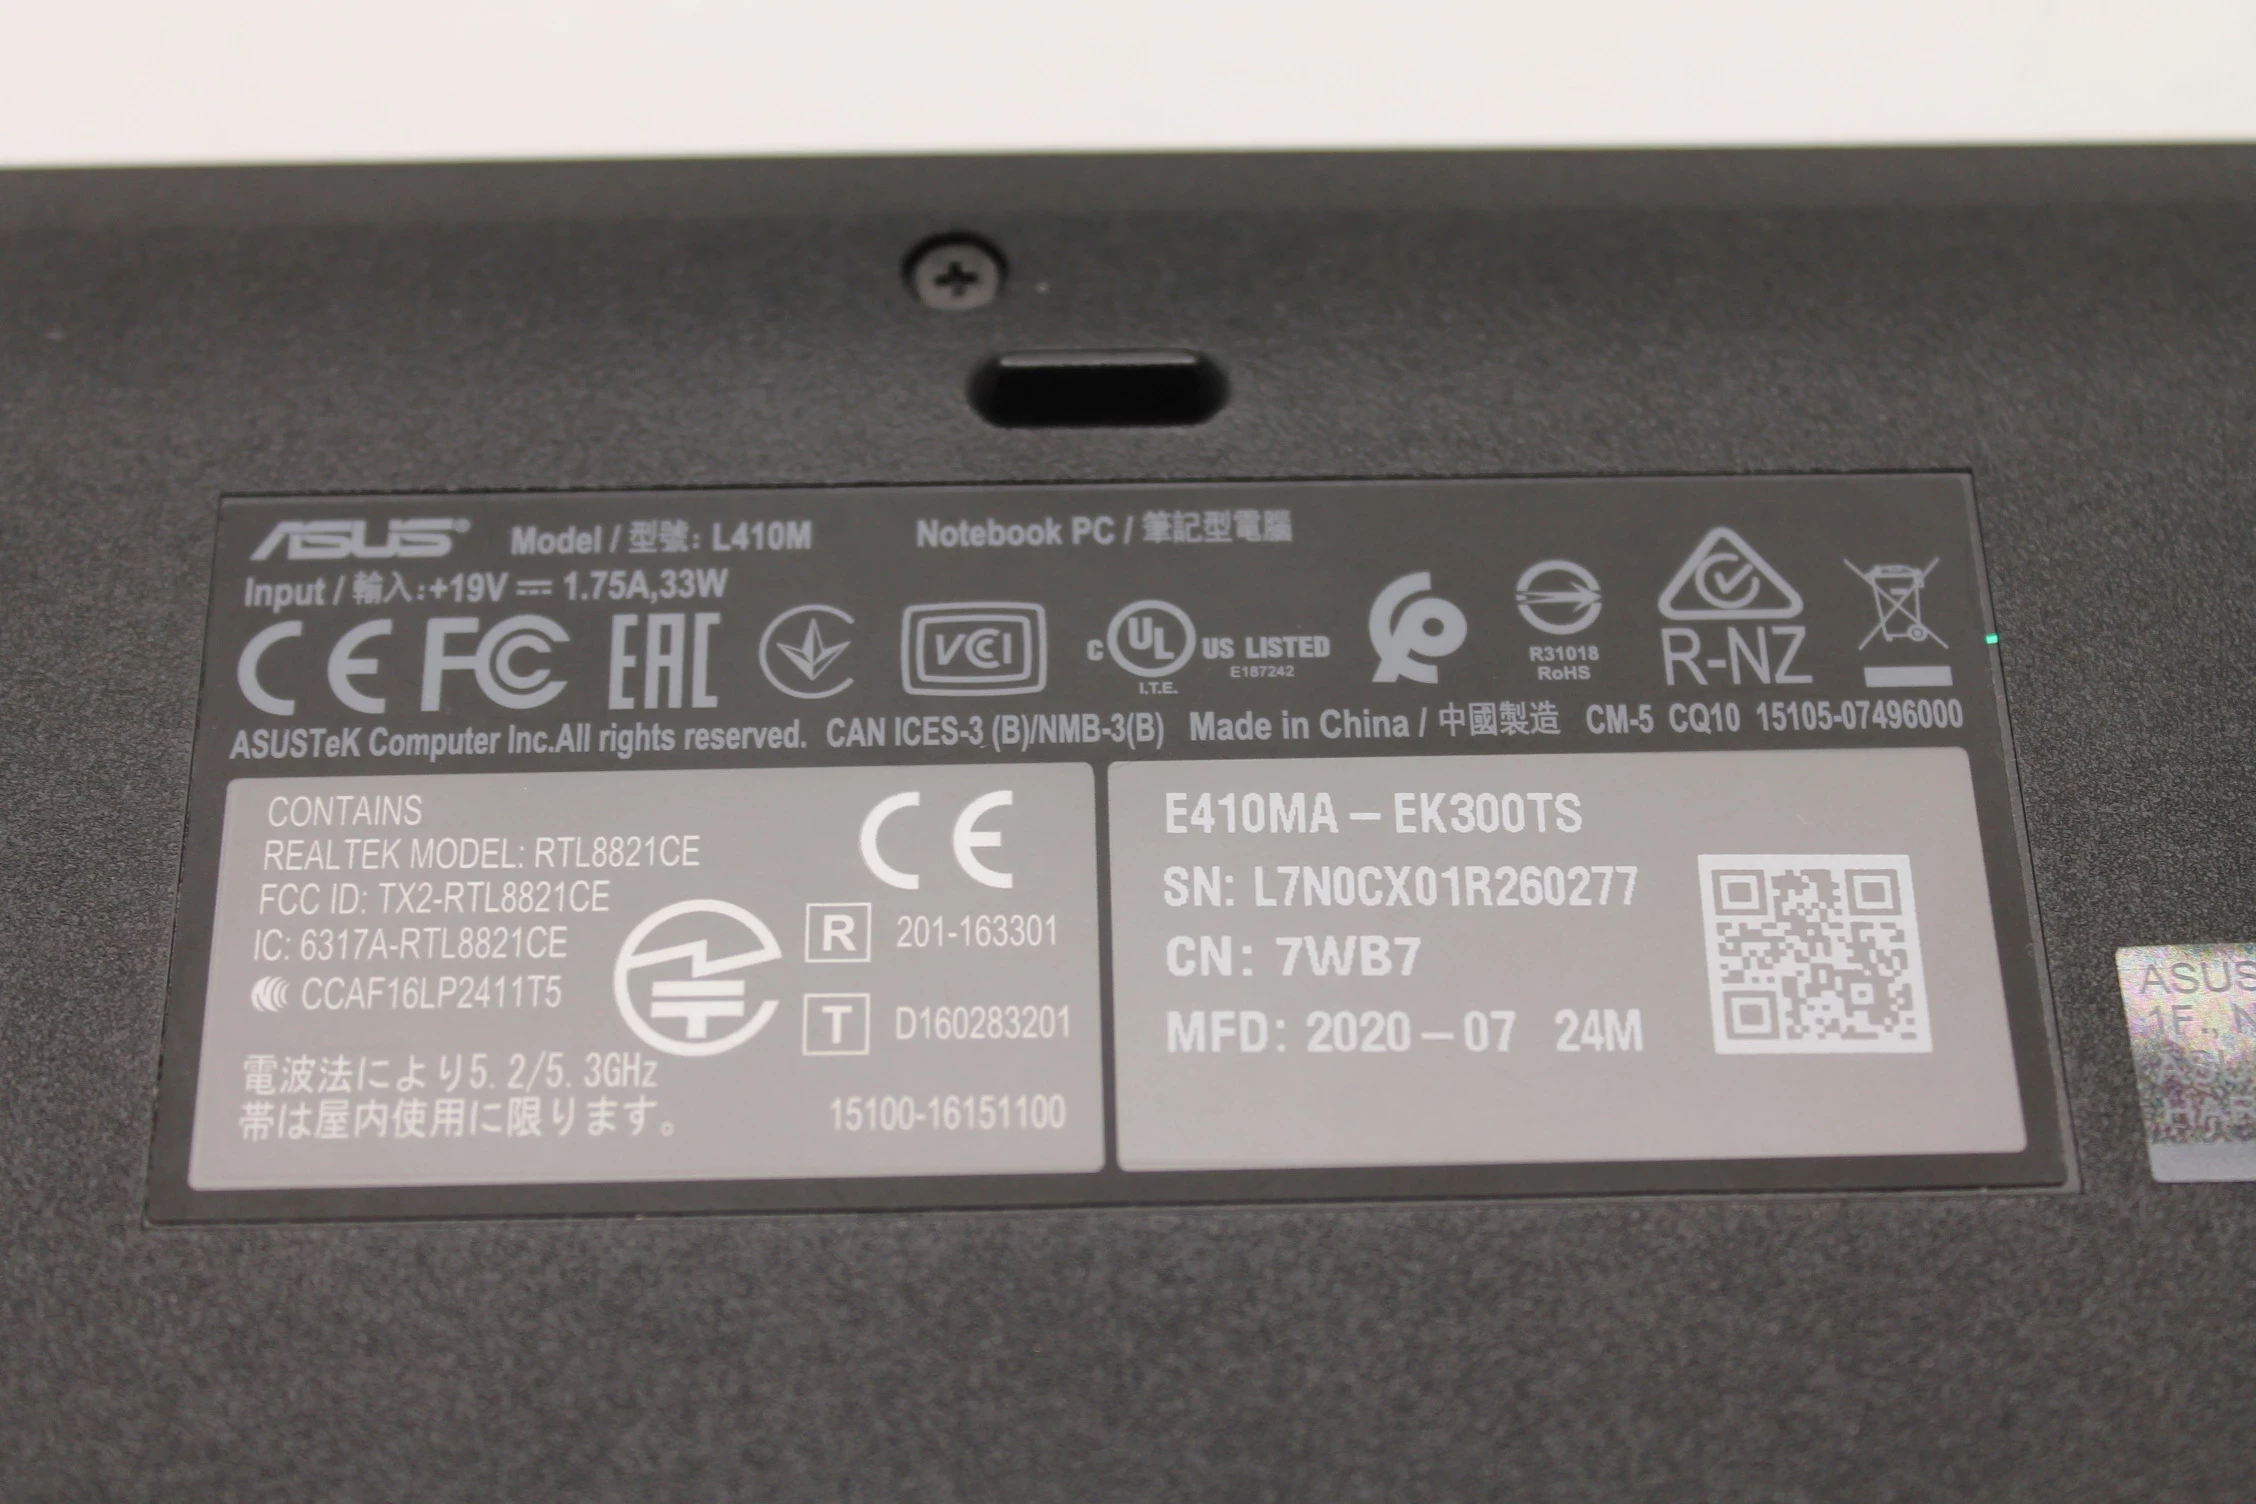 ASUS® Model / 型號: L410M Notebook PC / 筆記型電腦
Input / 輸入:+19V ⎓ 1.75A,33W
CE FC EAC VCI C UL US LISTED
E187242
I.T.E.
R31018
RoHS
R-NZ
ASUSTeK Computer Inc.All rights reserved. CAN ICES-3 (B)/NMB-3(B) Made in China / 中國製造 CM-5 CQ10 15105-07496000
CONTAINS
REALTEK MODEL: RTL8821CE
FCC ID: TX2-RTL8821CE
IC: 6317A-RTL8821CE
CCAF16LP2411T5
CE
R 201-163301
T D160283201
電波法により5.2/5.3GHz
帯は屋内使用に限ります。
15100-16151100
E410MA－EK300TS
SN: L7N0CX01R260277
CN: 7WB7
MFD: 2020－07 24M
ASUS
1F., N
HAR